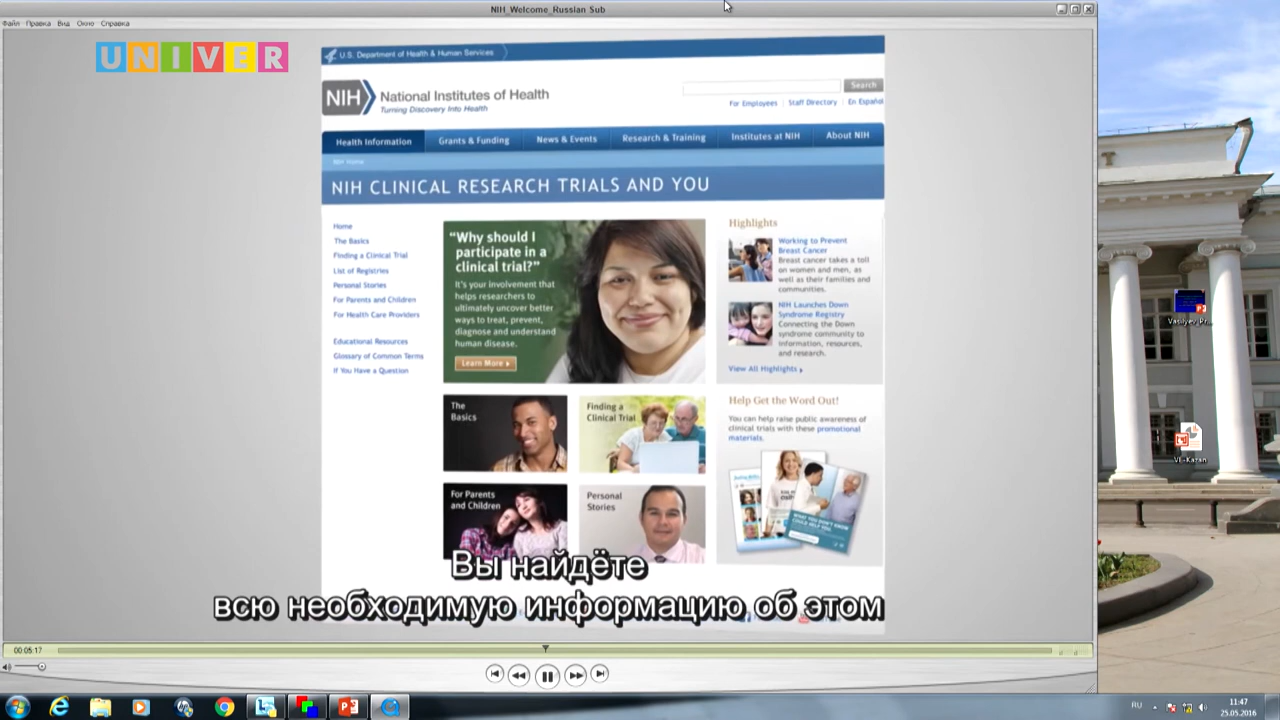 NIH_Welcome_Russian Sub
Файл Правка Вид Окно Справка
UNIVER
U.S. Department of Health & Human Services
NIH National Institutes of Health
Turning Discovery Into Health
Search
For Employees | Staff Directory | En Español
Health Information
Grants & Funding
News & Events
Research & Training
Institutes at NIH
About NIH
NIH Home
NIH CLINICAL RESEARCH TRIALS AND YOU
Home
The Basics
Finding a Clinical Trial
List of Registries
Personal Stories
For Parents and Children
For Health Care Providers
Educational Resources
Glossary of Common Terms
If You Have a Question
“Why should I
participate in a
clinical trial?”
It's your involvement that
helps researchers to
ultimately uncover better
ways to treat, prevent,
diagnose and understand
human disease.
Learn More
Highlights
Working to Prevent
Breast Cancer
Breast cancer takes a toll
on women and men, as
well as their families and
communities.
NIH Launches Down
Syndrome Registry
Connecting the Down
syndrome community to
information, resources,
and research.
View All Highlights
The
Basics
Finding a
Clinical Trial
For Parents
and Children
Personal
Stories
Help Get the Word Out!
You can help raise public awareness of
clinical trials with these promotional
materials.
WHAT YOU DON'T KNOW
COULD HELP YOU.
Вы найдёте
всю необходимую информацию об этом
00:05:17
Vasilyev_Pr...
VE-Kazan
RU
11:47
25.05.2016